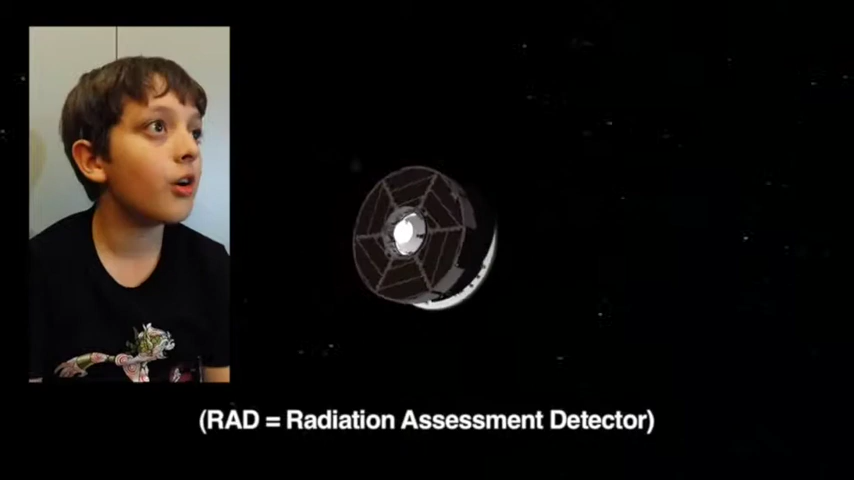 (RAD = Radiation Assessment Detector)